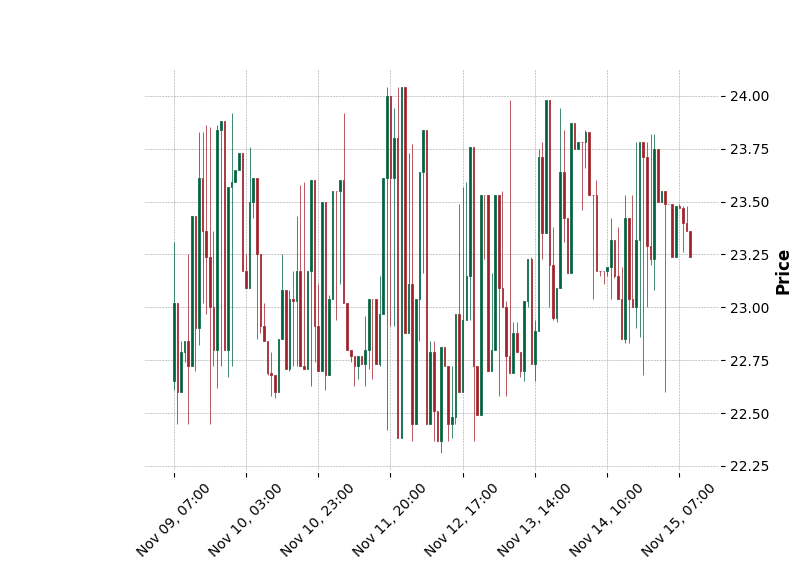 24.00
23.75
23.50
23.25
23.00
22.75
22.50
22.25
Price
Nov 09, 07:00
Nov 10, 03:00
Nov 10, 23:00
Nov 11, 20:00
Nov 12, 17:00
Nov 13, 14:00
Nov 14, 10:00
Nov 15, 07:00